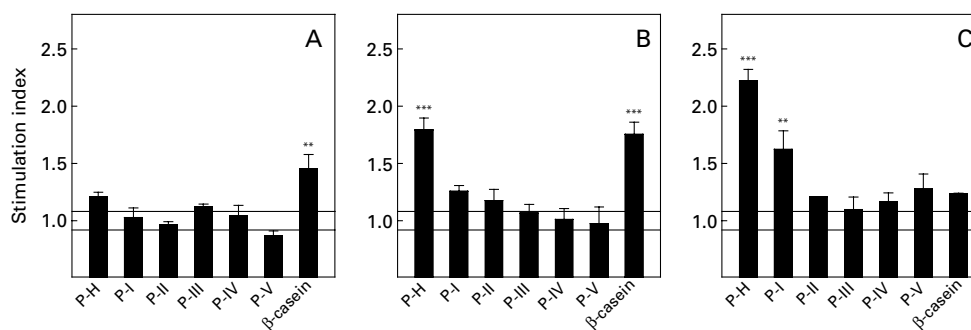 Stimulation index
A
2.5
2.0
1.5
1.0
**
P-H
P-I
P-II
P-III
P-IV
P-V
β-casein
B
2.5
2.0
1.5
1.0
***
***
P-H
P-I
P-II
P-III
P-IV
P-V
β-casein
C
2.5
2.0
1.5
1.0
***
**
P-H
P-I
P-II
P-III
P-IV
P-V
β-casein